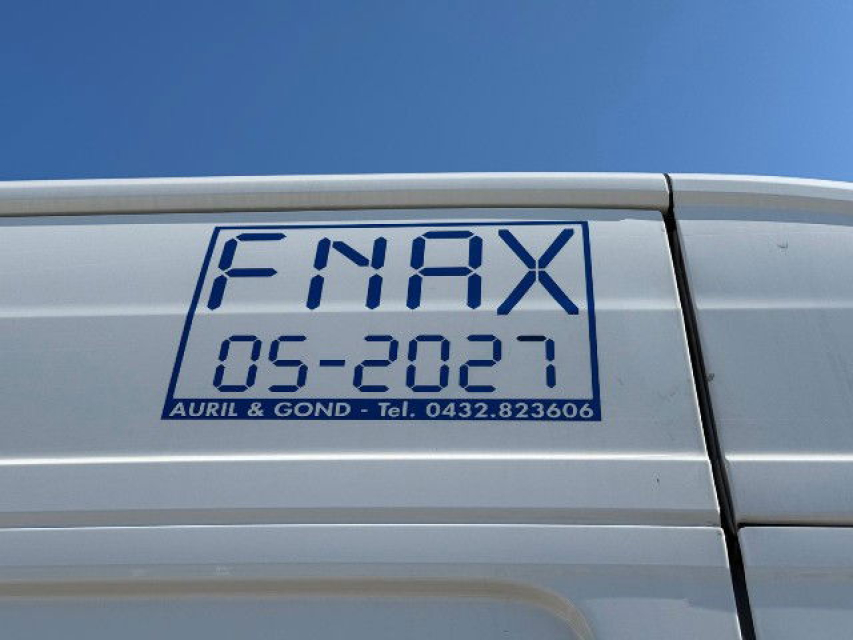 FNAX
05-2027
AURIL & GOND - Tel. 0432.823606